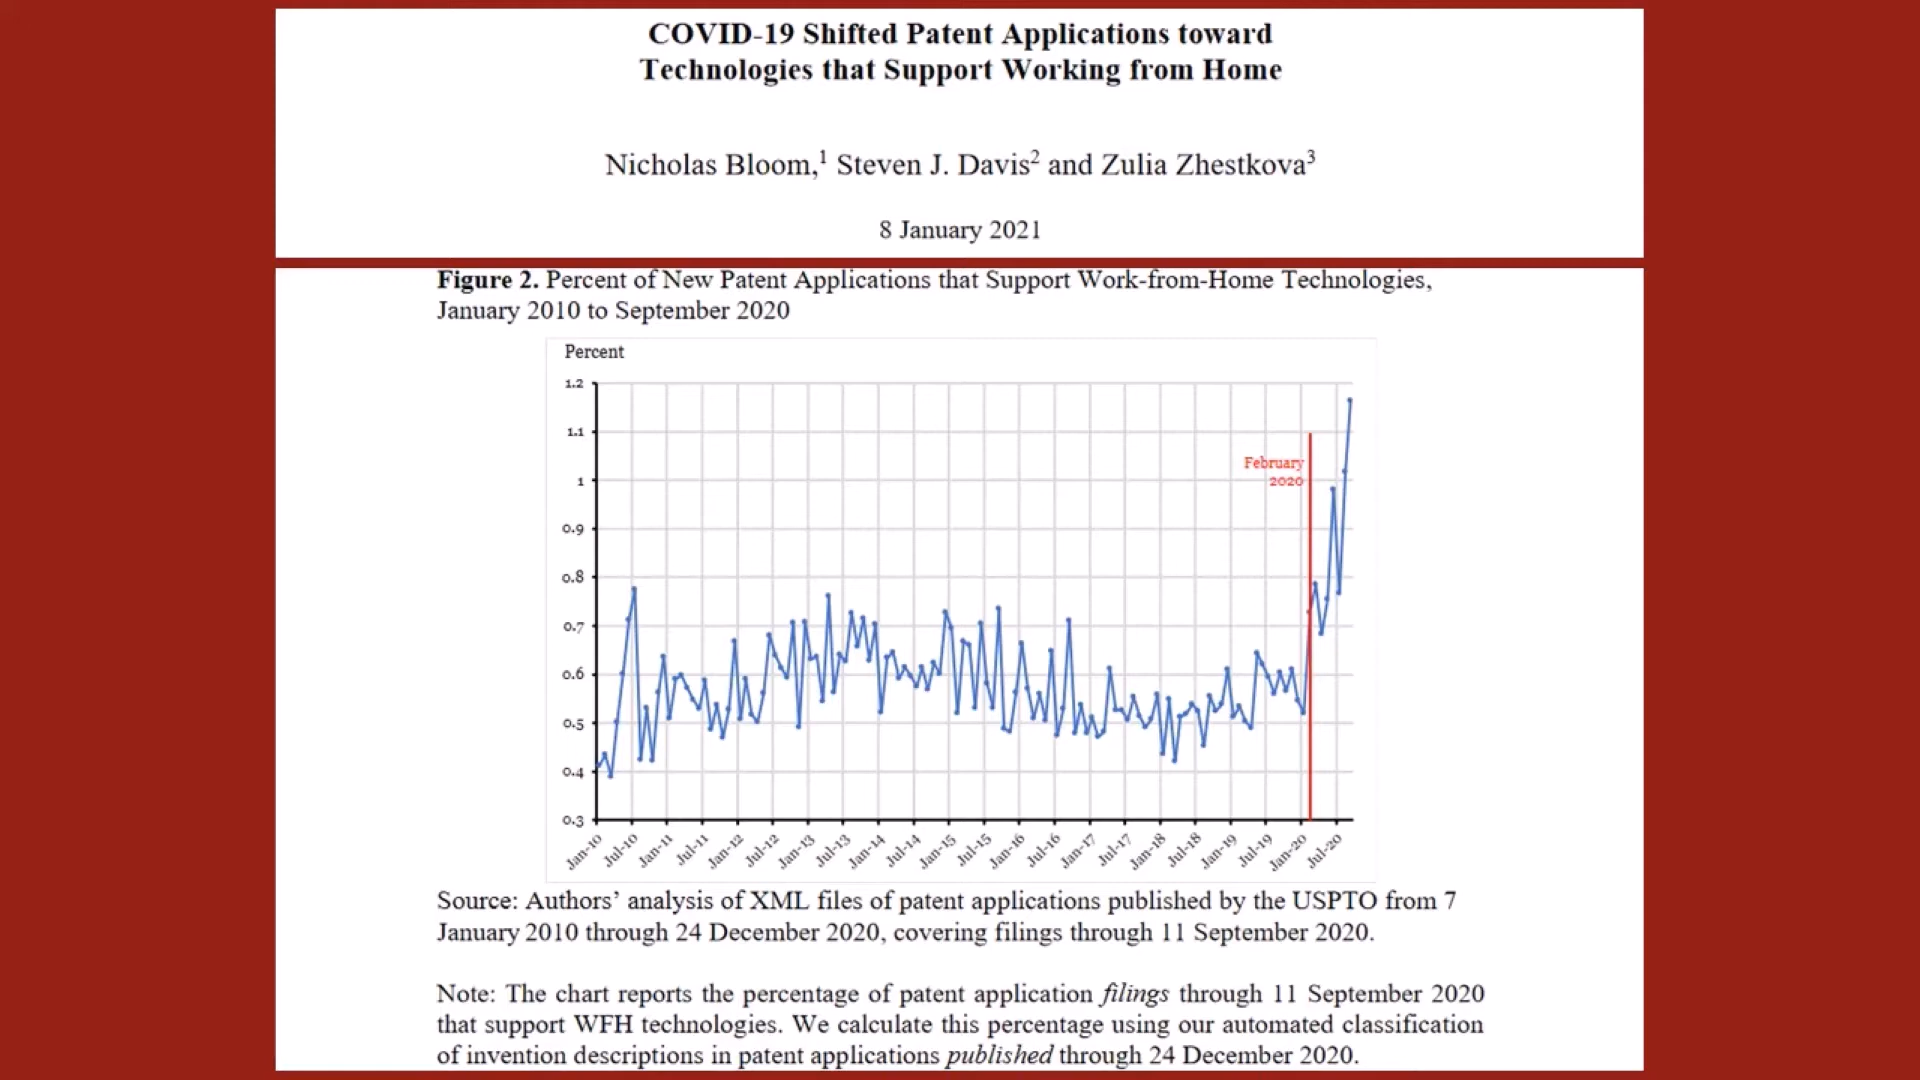 COVID-19 Shifted Patent Applications toward
Technologies that Support Working from Home
Nicholas Bloom,¹ Steven J. Davis² and Zulia Zhestkova³
8 January 2021
Figure 2. Percent of New Patent Applications that Support Work-from-Home Technologies,
January 2010 to September 2020
Percent
1.2
1.1
1
0.9
0.8
0.7
0.6
0.5
0.4
0.3
February
2020
Jan-10 Jul-10 Jan-11 Jul-11 Jan-12 Jul-12 Jan-13 Jul-13 Jan-14 Jul-14 Jan-15 Jul-15 Jan-16 Jul-16 Jan-17 Jul-17 Jan-18 Jul-18 Jan-19 Jul-19 Jan-20 Jul-20
Source: Authors’ analysis of XML files of patent applications published by the USPTO from 7
January 2010 through 24 December 2020, covering filings through 11 September 2020.
Note: The chart reports the percentage of patent application filings through 11 September 2020
that support WFH technologies. We calculate this percentage using our automated classification
of invention descriptions in patent applications published through 24 December 2020.